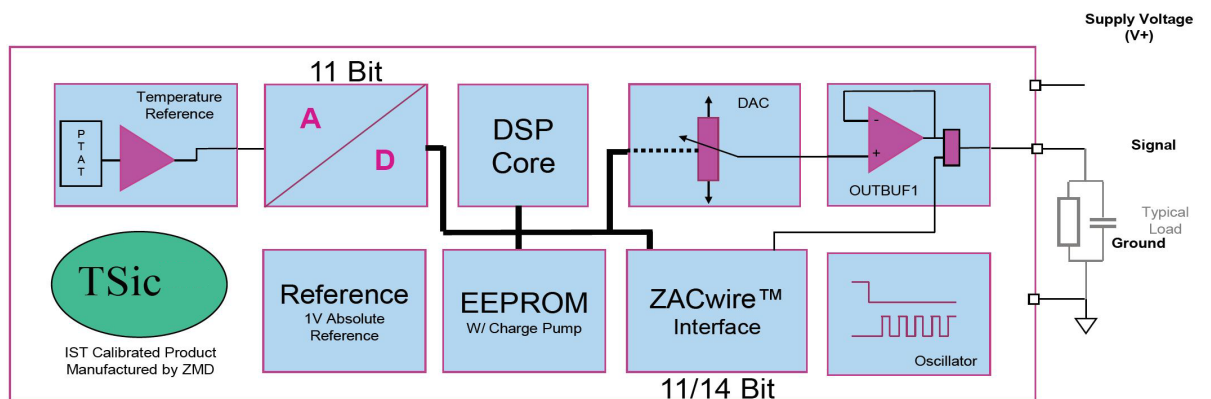 Supply Voltage
(V+)
11 Bit
Temperature
Reference
P
T
A
T
A
D
DSP
Core
DAC
-
+
OUTBUF1
Signal
Typical
Load
Ground
TSic
IST Calibrated Product
Manufactured by ZMD
Reference
1V Absolute
Reference
EEPROM
W/ Charge Pump
ZACwire™
Interface
Oscillator
11/14 Bit